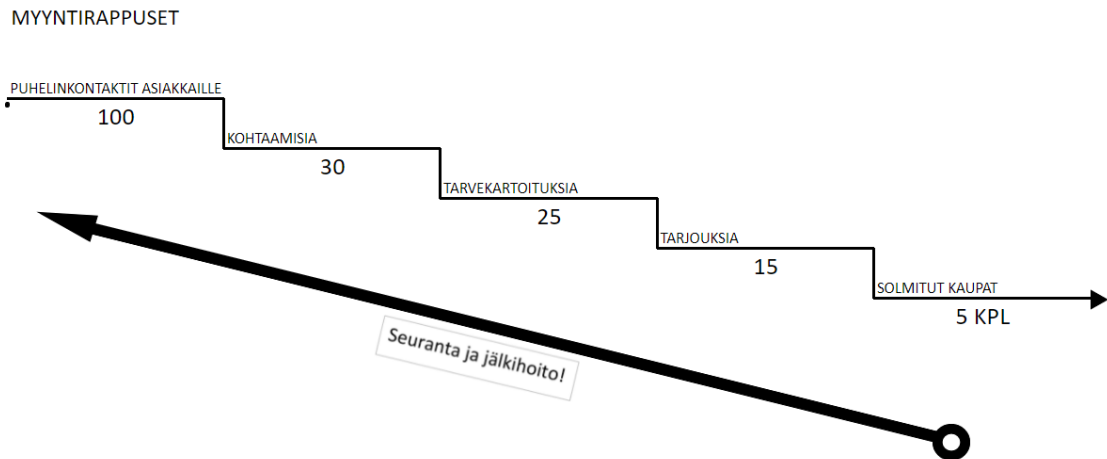 MYYNTIRAPPUSET
PUHELINKONTAKTIT ASIAKKAILLE
100
KOHTAAMISIA
30
TARVEKARTOITUKSIA
25
TARJOUKSIA
15
SOLMITUT KAUPAT
5 KPL
Seuranta ja jälkihoito!